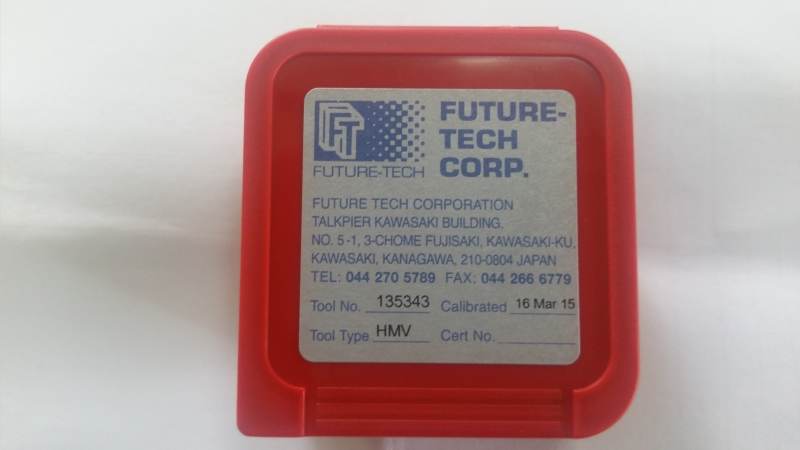 FT
FUTURE-TECH
FUTURE-
TECH
CORP.
FUTURE TECH CORPORATION
TALKPIER KAWASAKI BUILDING,
NO. 5-1, 3-CHOME FUJISAKI, KAWASAKI-KU,
KAWASAKI, KANAGAWA, 210-0804 JAPAN
TEL: 044 270 5789 FAX: 044 266 6779
Tool No. 135343 Calibrated 16 Mar 15
Tool Type HMV Cert No.